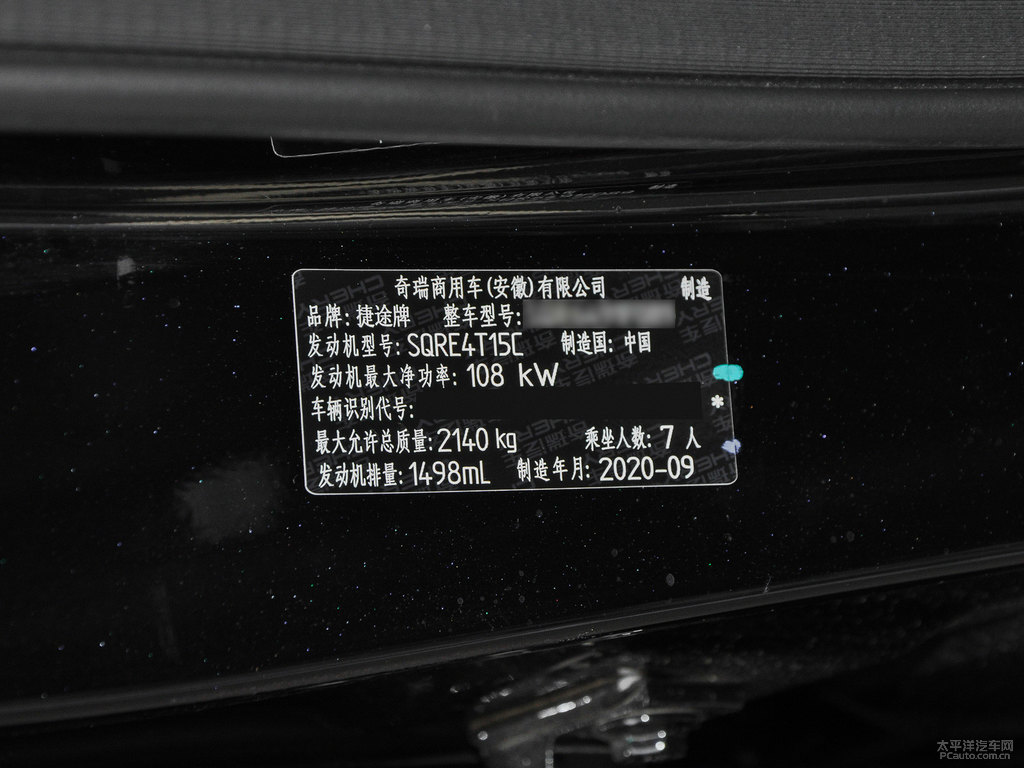 奇瑞商用车(安徽)有限公司 制造
品牌:捷途牌 整车型号:
发动机型号:SQRE4T15C 制造国:中国
发动机最大净功率:108 kW
车辆识别代号:
*
最大允许总质量:2140 kg 乘坐人数:7 人
发动机排量:1498mL 制造年月:2020-09
太平洋汽车网
PCauto.com.cn